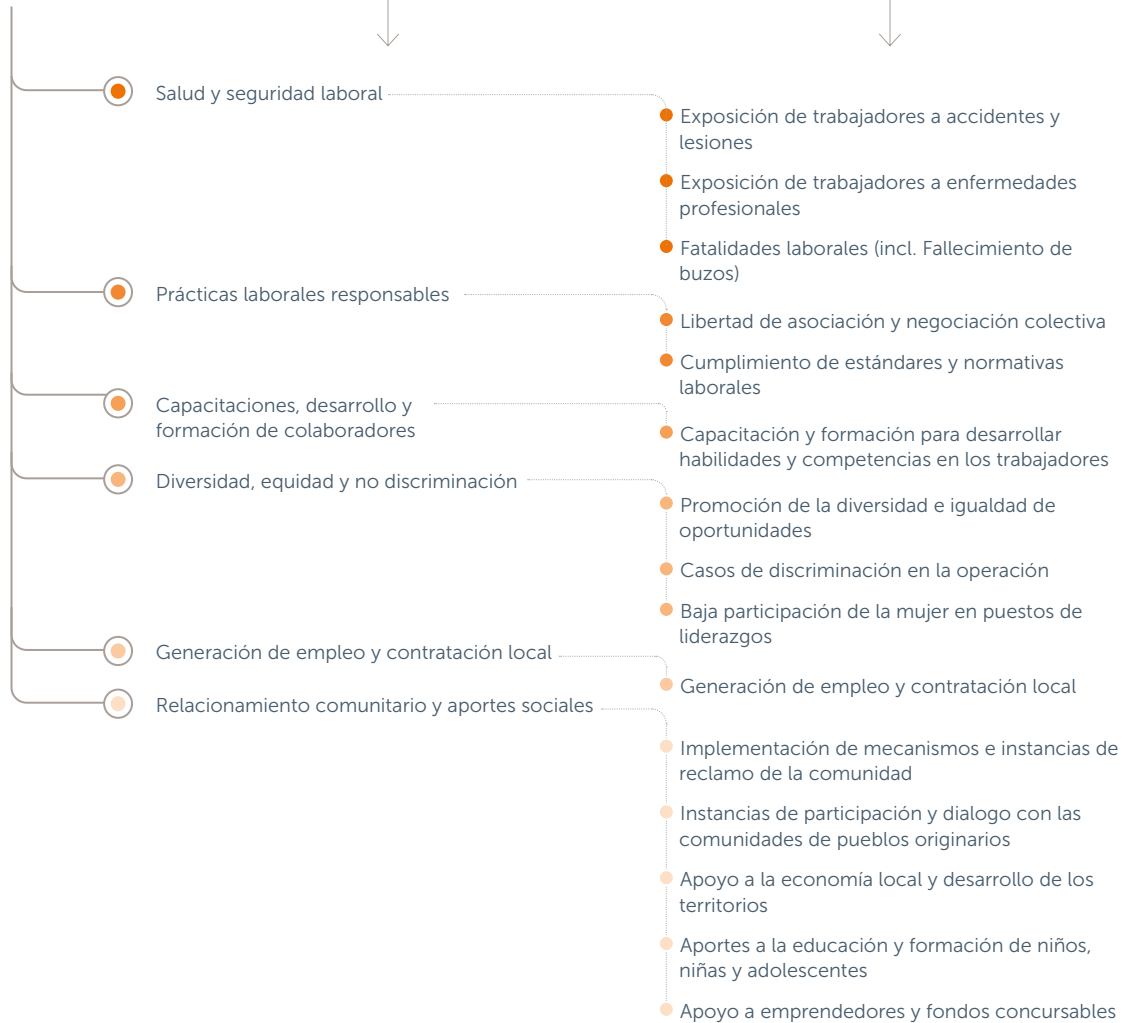 Salud y seguridad laboral
Exposición de trabajadores a accidentes y
lesiones
Exposición de trabajadores a enfermedades
profesionales
Fatalidades laborales (incl. Fallecimiento de
buzos)
Prácticas laborales responsables
Libertad de asociación y negociación colectiva
Cumplimiento de estándares y normativas
laborales
Capacitaciones, desarrollo y
formación de colaboradores
Capacitación y formación para desarrollar
habilidades y competencias en los trabajadores
Diversidad, equidad y no discriminación
Promoción de la diversidad e igualdad de
oportunidades
Casos de discriminación en la operación
Baja participación de la mujer en puestos de
liderazgos
Generación de empleo y contratación local
Generación de empleo y contratación local
Relacionamiento comunitario y aportes sociales
Implementación de mecanismos e instancias de
reclamo de la comunidad
Instancias de participación y dialogo con las
comunidades de pueblos originarios
Apoyo a la economía local y desarrollo de los
territorios
Aportes a la educación y formación de niños,
niñas y adolescentes
Apoyo a emprendedores y fondos concursables